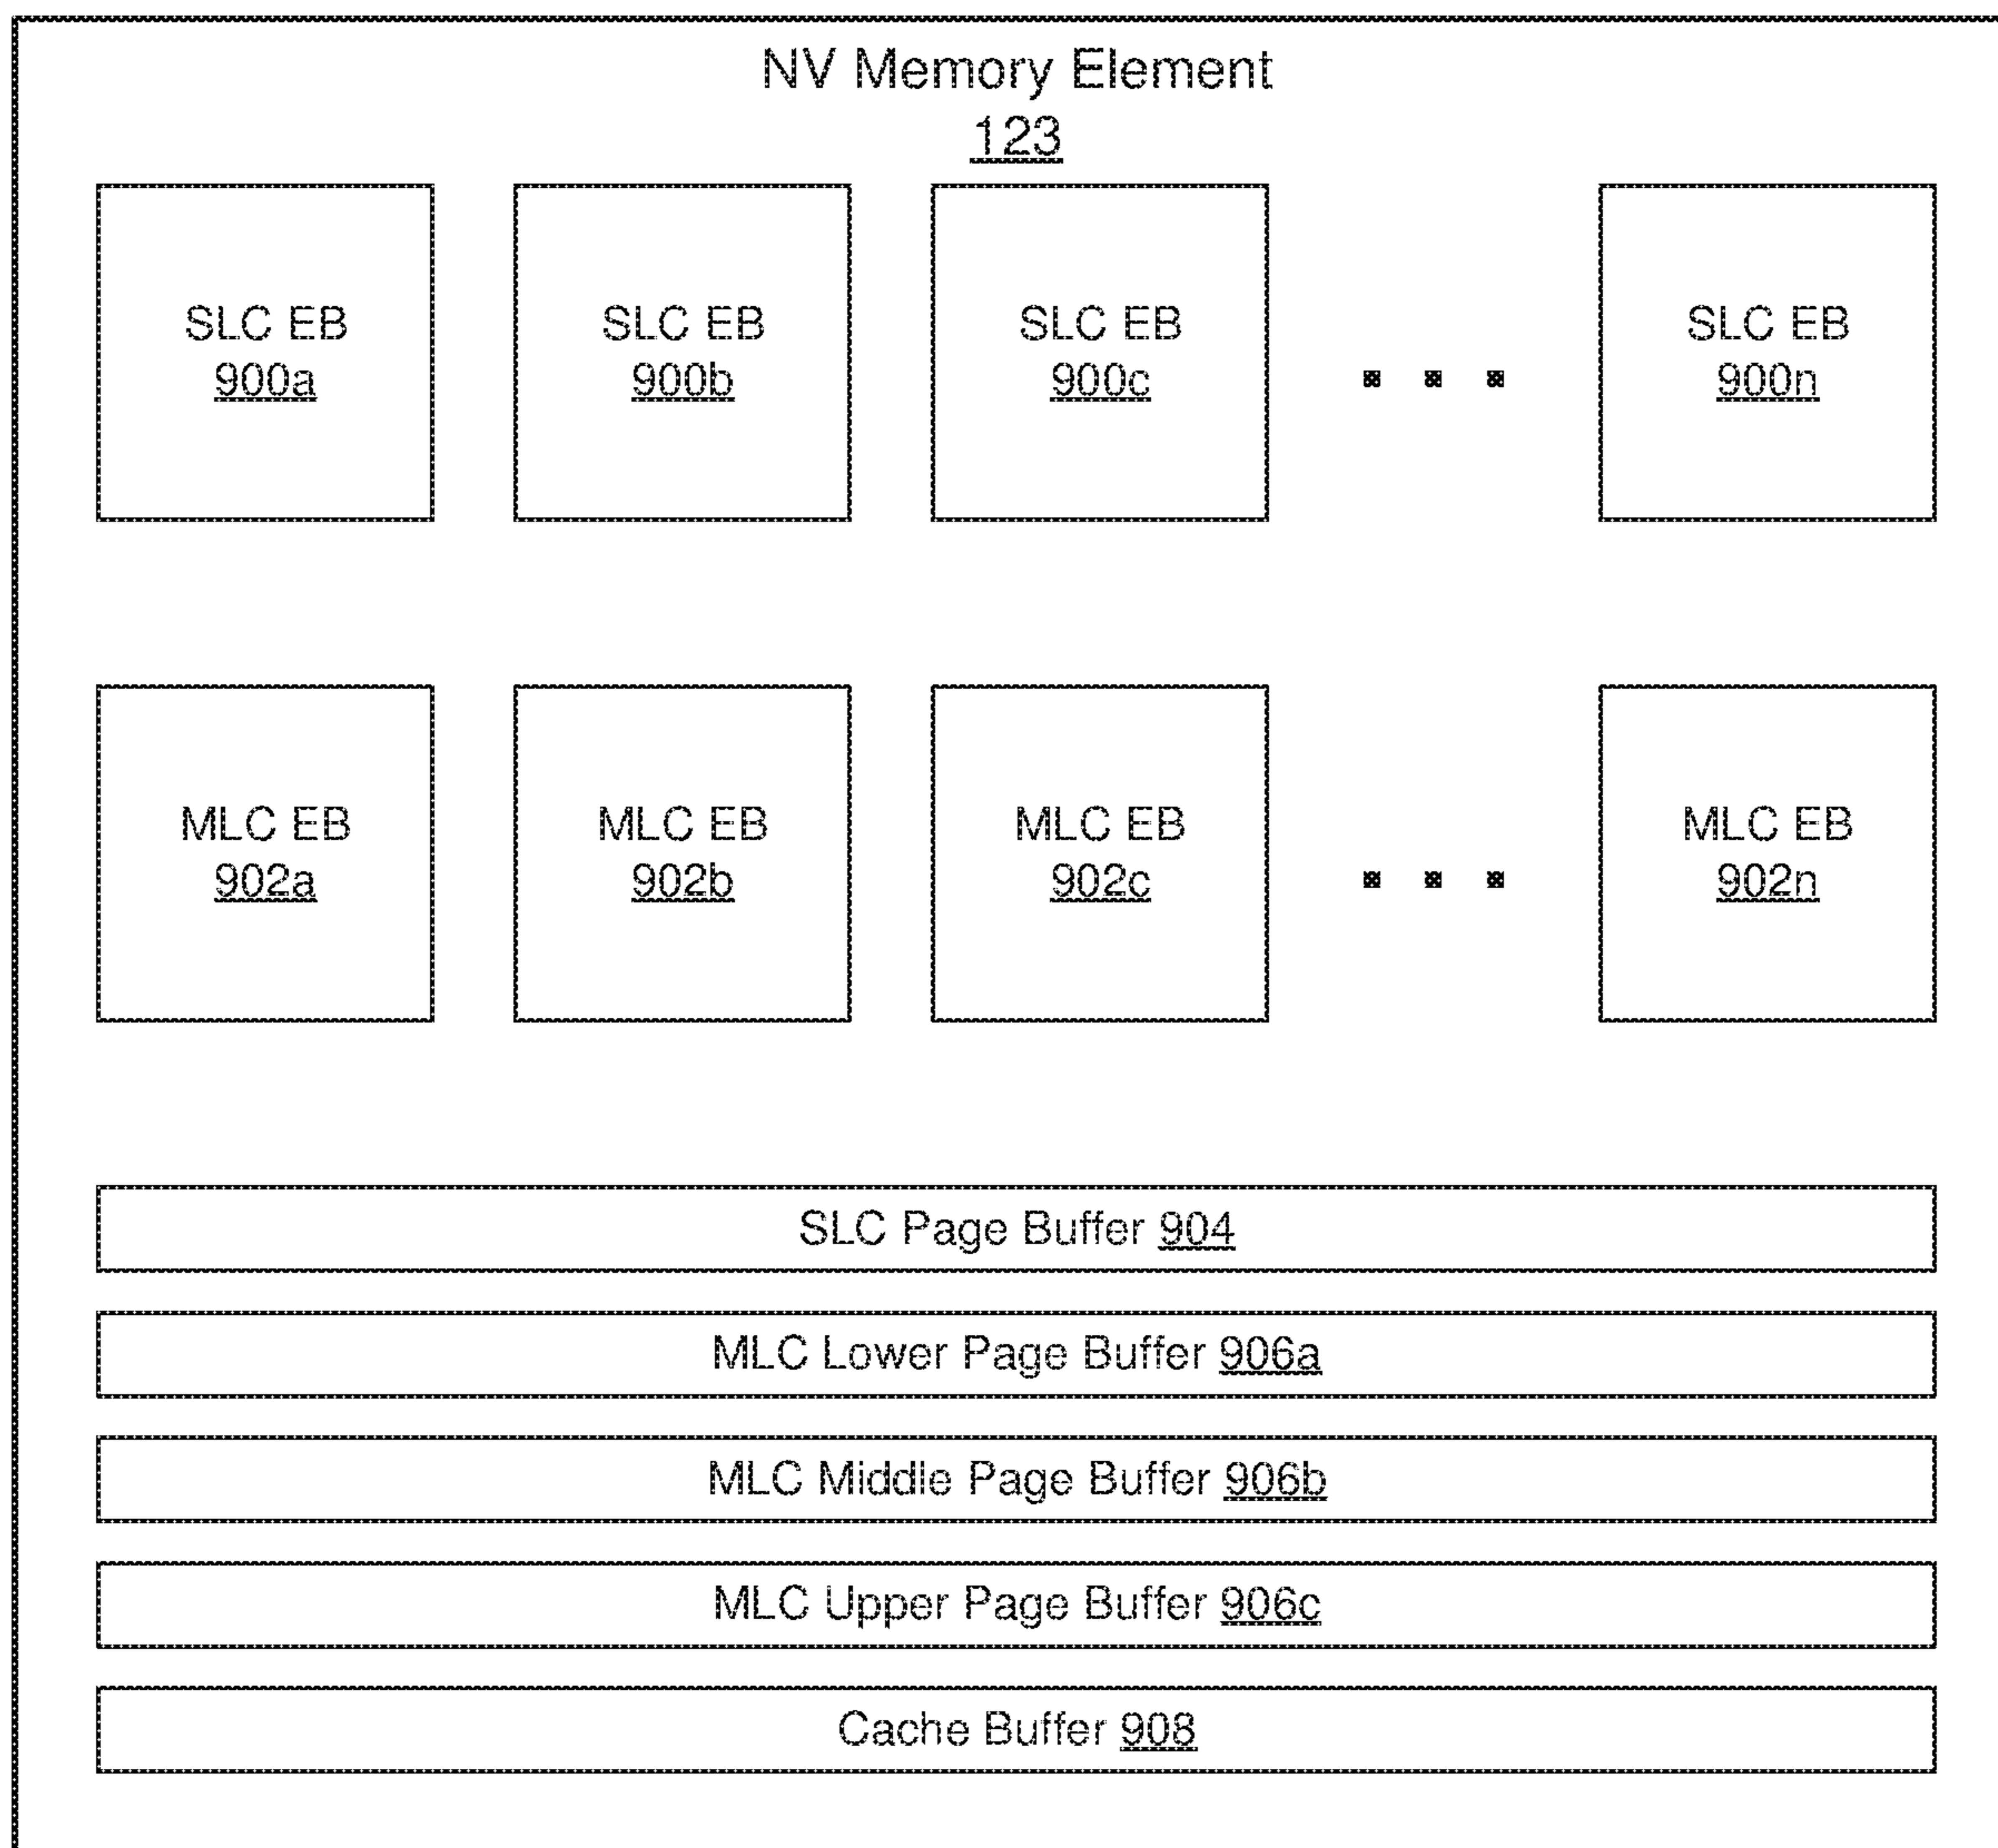 NV Memory Element
123
SLC EB SLC EB SLC EB SLC EB
900a 900b 900c . . . 900n
MLC EB MLC EB MLC EB MLC EB
902a 902b 902c . . . 902n
SLC Page Buffer 904
MLC Lower Page Buffer 906a
MLC Middle Page Buffer 906b
MLC Upper Page Buffer 906c
Cache Buffer 908